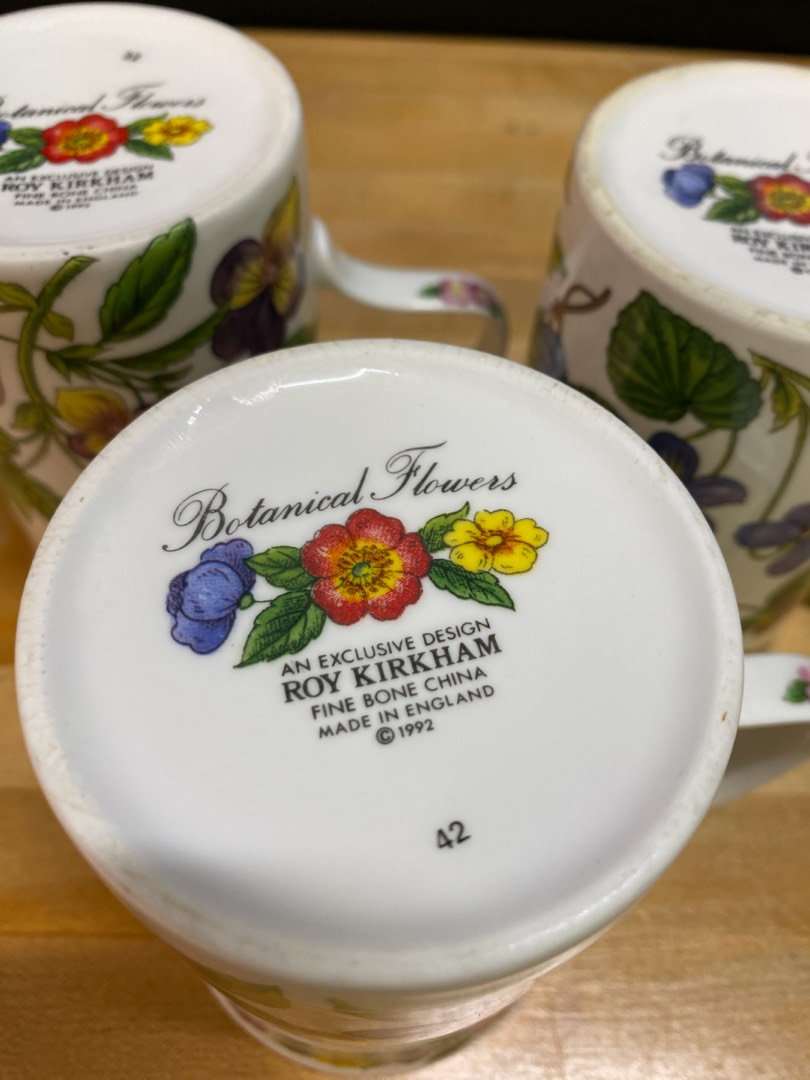 Botanical Flowers
AN EXCLUSIVE DESIGN
ROY KIRKHAM
FINE BONE CHINA
MADE IN ENGLAND
© 1992
42
Botanical Flowers
AN EXCLUSIVE DESIGN
ROY KIRKHAM
FINE BONE CHINA
MADE IN ENGLAND
Botanical